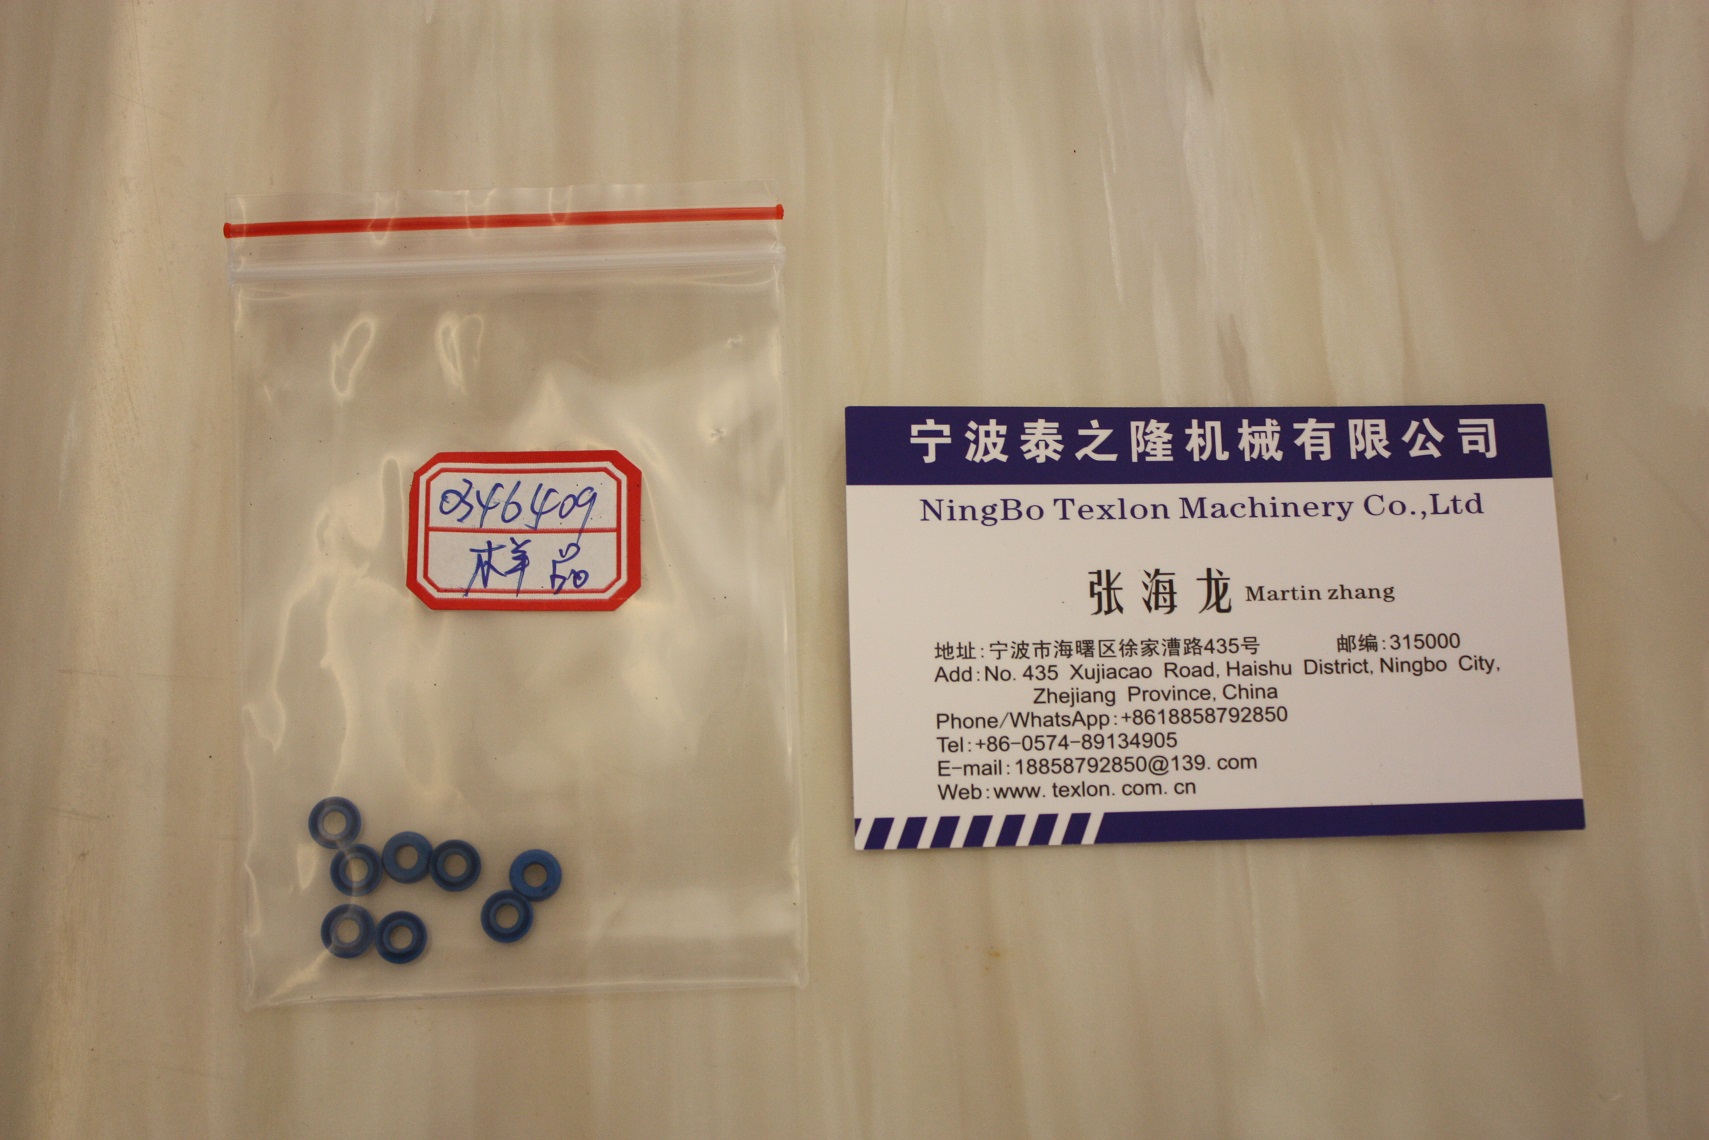 0346409
样品
宁波泰之隆机械有限公司
NingBo Texlon Machinery Co.,Ltd
张海龙 Martin zhang
地址:宁波市海曙区徐家漕路435号 邮编:315000
Add:No. 435 Xujiacao Road, Haishu District, Ningbo City,
Zhejiang Province, China
Phone/WhatsApp:+8618858792850
Tel:+86-0574-89134905
E-mail:18858792850@139. com
Web:www. texlon. com. cn